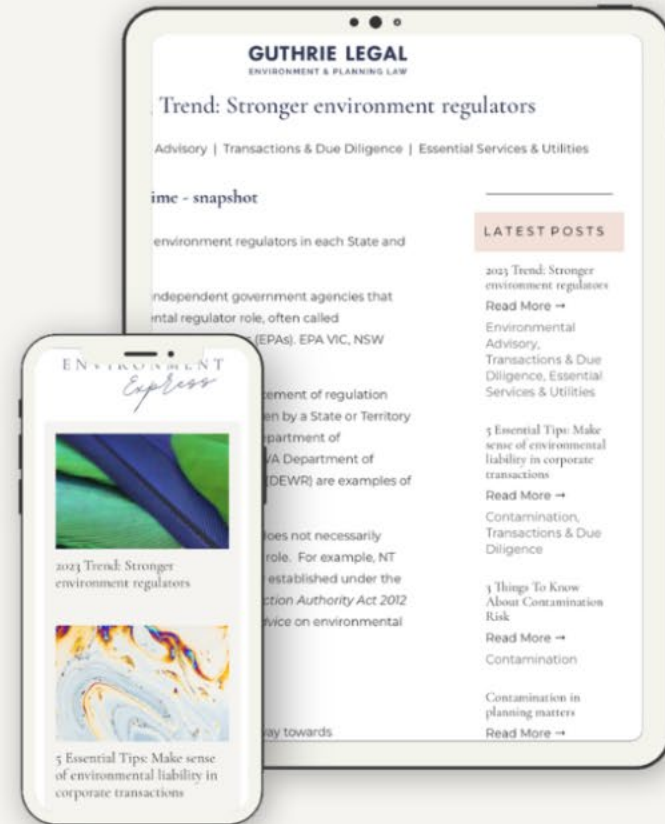 GUTHRIE LEGAL
ENVIRONMENT & PLANNING LAW
Trend: Stronger environment regulators
Advisory | Transactions & Due Diligence | Essential Services & Utilities
ime - snapshot
environment regulators in each State and
ndependent government agencies that
ntal regulator role, often called
(EPAs). EPA VIC, NSW
ement of regulation
en by a State or Territory
partment of
VA Department of
(DEWR) are examples of
does not necessarily
role. For example, NT
established under the
ction Authority Act 2012
vice on environmental
way towards
LATEST POSTS
2023 Trend: Stronger
environment regulators
Read More →
Environmental
Advisory,
Transactions & Due
Diligence, Essential
Services & Utilities
5 Essential Tips: Make
sense of environmental
liability in corporate
transactions
Read More →
Contamination,
Transactions & Due
Diligence
3 Things To Know
About Contamination
Risk
Read More →
Contamination
Contamination in
planning matters
Read More →
ENVIRONMENT
Express
2023 Trend: Stronger
environment regulators
5 Essential Tips: Make sense
of environmental liability in
corporate transactions